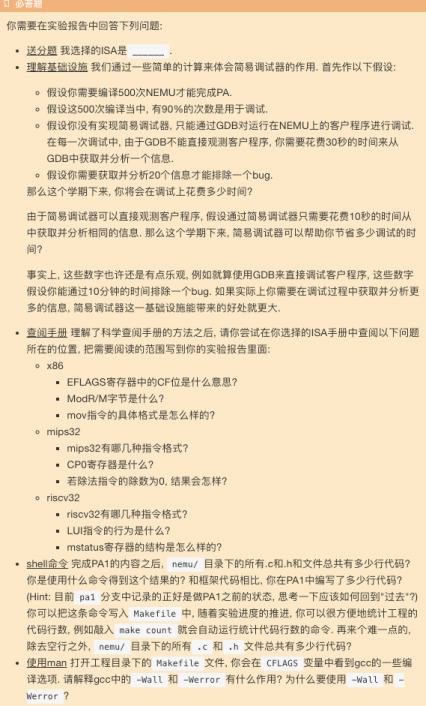 必答题
你需要在实验报告中回答下列问题:
• 送分题 我选择的ISA是 ______ .
• 理解基础设施 我们通过一些简单的计算来体会简易调试器的作用. 首先作以下假设:
◦ 假设你需要编译500次NEMU才能完成PA.
◦ 假设这500次编译当中, 有90%的次数是用于调试.
◦ 假设你没有实现简易调试器, 只能通过GDB对运行在NEMU上的客户程序进行调试.
在每一次调试中, 由于GDB不能直接观测客户程序, 你需要花费30秒的时间来从
GDB中获取并分析一个信息.
◦ 假设你需要获取并分析20个信息才能排除一个bug.
那么这个学期下来, 你将会在调试上花费多少时间?
由于简易调试器可以直接观测客户程序, 假设通过简易调试器只需要花费10秒的时间从
中获取并分析相同的信息. 那么这个学期下来, 简易调试器可以帮助你节省多少调试的时
间?
事实上, 这些数字也许还是有点乐观, 例如就算使用GDB来直接调试客户程序, 这些数字
假设你能通过10分钟的时间排除一个bug. 如果实际上你需要在调试过程中获取并分析更
多的信息, 简易调试器这一基础设施能带来的好处就更大.
• 查阅手册 理解了科学查阅手册的方法之后, 请你尝试在你选择的ISA手册中查阅以下问题
所在的位置, 把需要阅读的范围写到你的实验报告里面:
◦ x86
▪ EFLAGS寄存器中的CF位是什么意思?
▪ ModR/M字节是什么?
▪ mov指令的具体格式是怎么样的?
◦ mips32
▪ mips32有哪几种指令格式?
▪ CP0寄存器是什么?
▪ 若除法指令的除数为0, 结果会怎样?
◦ riscv32
▪ riscv32有哪几种指令格式?
▪ LUI指令的行为是什么?
▪ mstatus寄存器的结构是怎么样的?
• shell命令 完成PA1的内容之后, nemu/ 目录下的所有.c和.h和文件总共有多少行代码?
你是使用什么命令得到这个结果的? 和框架代码相比, 你在PA1中编写了多少行代码?
(Hint: 目前 pa1 分支中记录的正好是做PA1之前的状态, 思考一下应该如何回到"过去"?)
你可以把这条命令写入 Makefile 中, 随着实验进度的推进, 你可以很方便地统计工程的
代码行数, 例如敲入 make count 就会自动运行统计代码行数的命令. 再来个难一点的,
除去空行之外, nemu/ 目录下的所有 .c 和 .h 文件总共有多少行代码?
• 使用man 打开工程目录下的 Makefile 文件, 你会在 CFLAGS 变量中看到gcc的一些编
译选项. 请解释gcc中的 -Wall 和 -Werror 有什么作用? 为什么要使用 -Wall 和 -
Werror ?